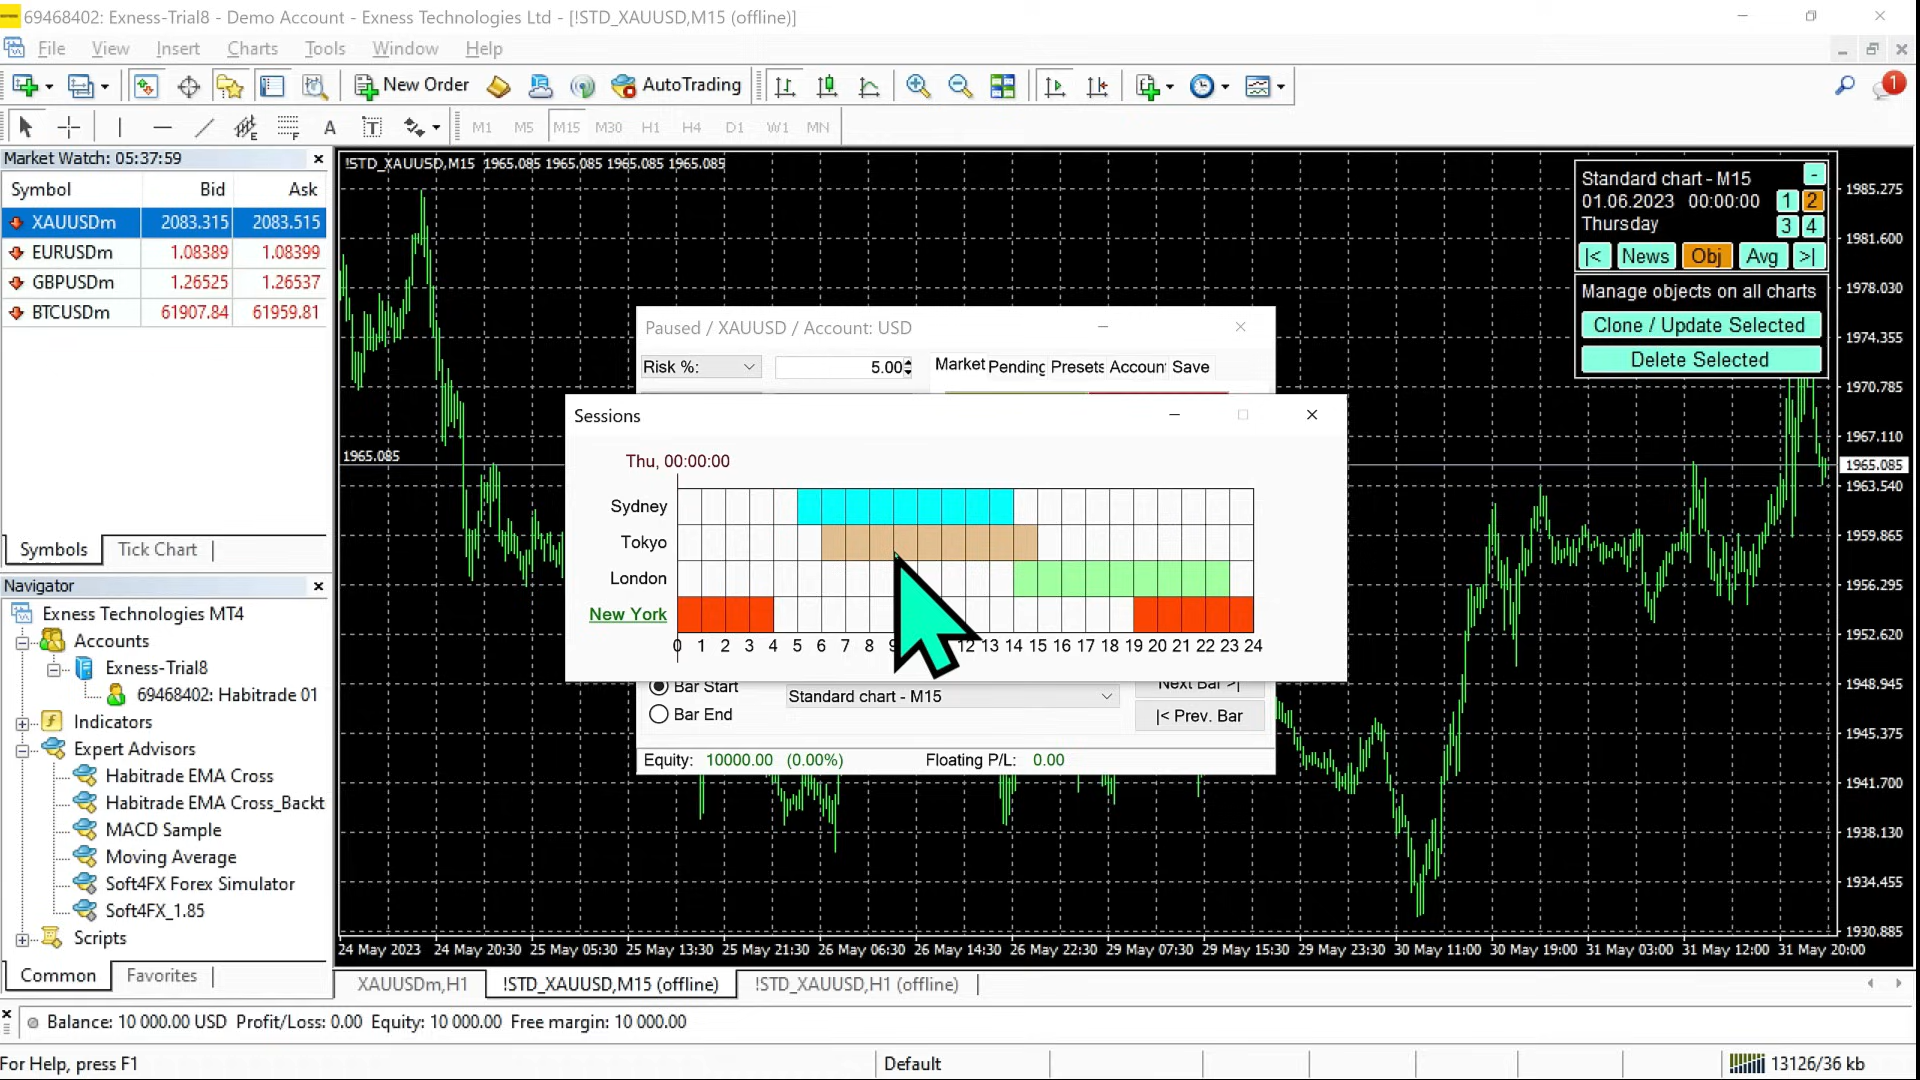 69468402: Exness-Trial8 - Demo Account - Exness Technologies Ltd - [!STD_XAUUSD,M15 (offline)]
File View Insert Charts Tools Window Help
New Order AutoTrading 1
A T M1 M5 M15 M30 H1 H4 D1 W1 MN
Market Watch: 05:37:59
Symbol Bid Ask
XAUUSDm 2083.315 2083.515
EURUSDm 1.08389 1.08399
GBPUSDm 1.26525 1.26537
BTCUSDm 61907.84 61959.81
Symbols Tick Chart
Navigator
Exness Technologies MT4
Accounts
Exness-Trial8
69468402: Habitrade 01
Indicators
Expert Advisors
Habitrade EMA Cross
Habitrade EMA Cross_Backt
MACD Sample
Moving Average
Soft4FX Forex Simulator
Soft4FX_1.85
Scripts
Common Favorites
!STD_XAUUSD,M15 1965.085 1965.085 1965.085 1965.085
1965.085
Standard chart - M15 -
01.06.2023 00:00:00 1 2
Thursday 3 4
|< News Obj Avg >|
Manage objects on all charts
Clone / Update Selected
Delete Selected
Paused / XAUUSD / Account: USD
Risk %: 5.00 Market Pending Presets Account Save
Sessions
Thu, 00:00:00
Sydney
Tokyo
London
New York
0 1 2 3 4 5 6 7 8 9 12 13 14 15 16 17 18 19 20 21 22 23 24
Bar Start Standard chart - M15 Next Bar >|
Bar End |< Prev. Bar
Equity: 10000.00 (0.00%) Floating P/L: 0.00
1985.275
1981.600
1978.030
1974.355
1970.785
1967.110
1965.085
1963.540
1959.865
1956.295
1952.620
1948.945
1945.375
1941.700
1938.130
1934.455
1930.885
24 May 2023 24 May 20:30 25 May 05:30 25 May 13:30 25 May 21:30 26 May 06:30 26 May 14:30 26 May 22:30 29 May 07:30 29 May 15:30 29 May 23:30 30 May 11:00 30 May 19:00 31 May 03:00 31 May 12:00 31 May 20:00
XAUUSDm,H1 !STD_XAUUSD,M15 (offline) !STD_XAUUSD,H1 (offline)
Balance: 10 000.00 USD Profit/Loss: 0.00 Equity: 10 000.00 Free margin: 10 000.00
For Help, press F1 Default 13126/36 kb